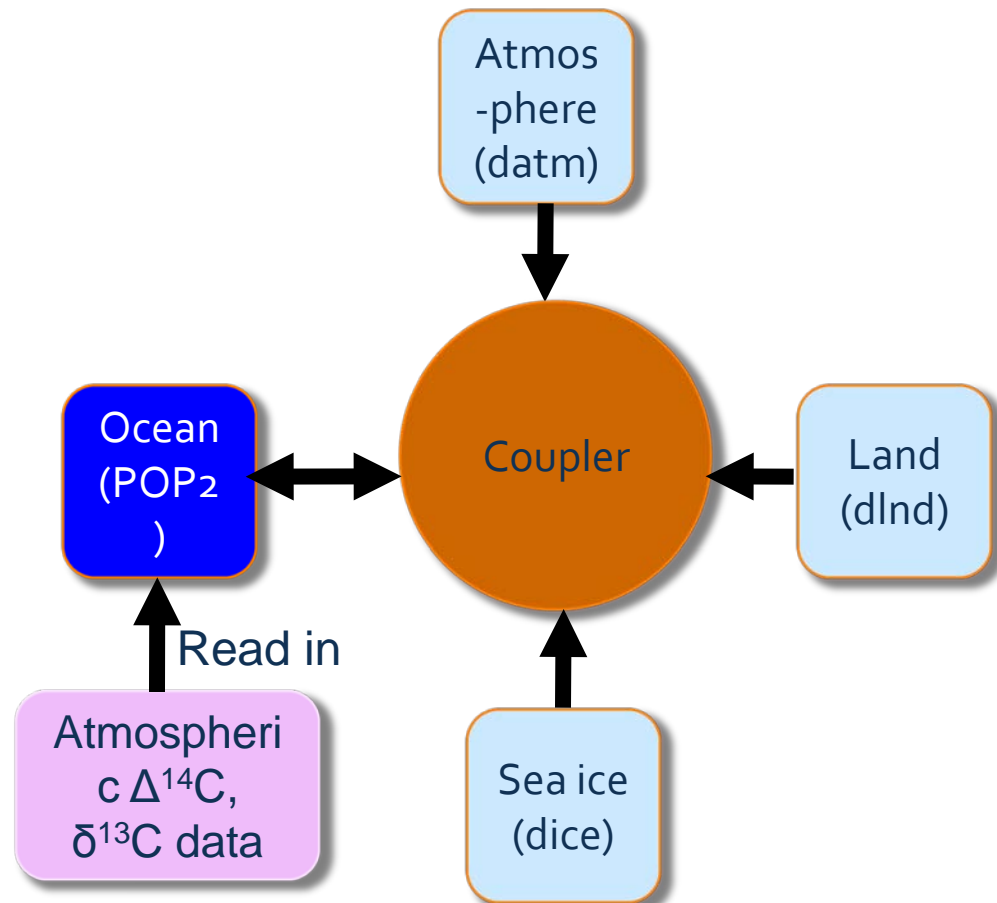 Atmos
-phere
(datm)
Ocean
(POP2
)
Coupler
Land
(dlnd)
Read in
Atmospheri
c Δ¹⁴C,
δ¹³C data
Sea ice
(dice)